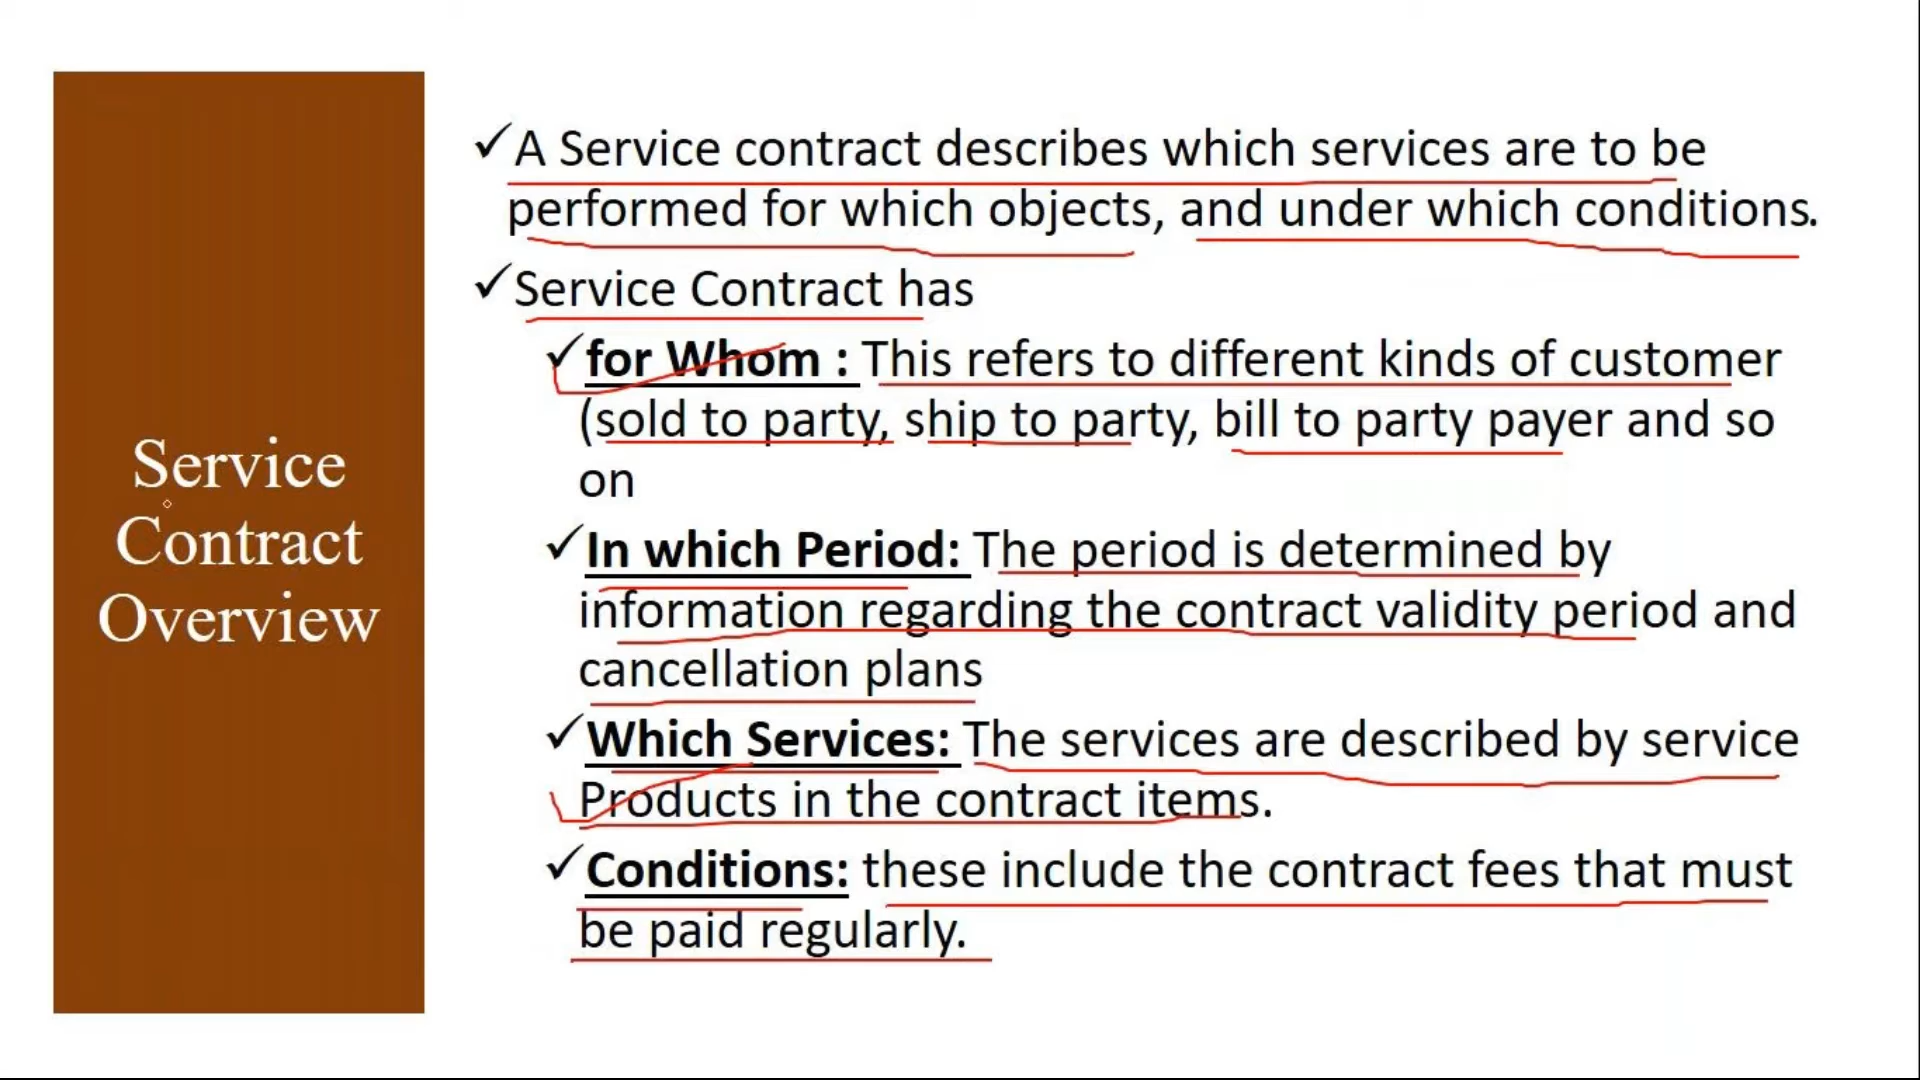 Service
Contract
Overview
✓A Service contract describes which services are to be
performed for which objects, and under which conditions.
✓Service Contract has
✓for Whom : This refers to different kinds of customer
(sold to party, ship to party, bill to party payer and so
on
✓In which Period: The period is determined by
information regarding the contract validity period and
cancellation plans
✓Which Services: The services are described by service
Products in the contract items.
✓Conditions: these include the contract fees that must
be paid regularly.